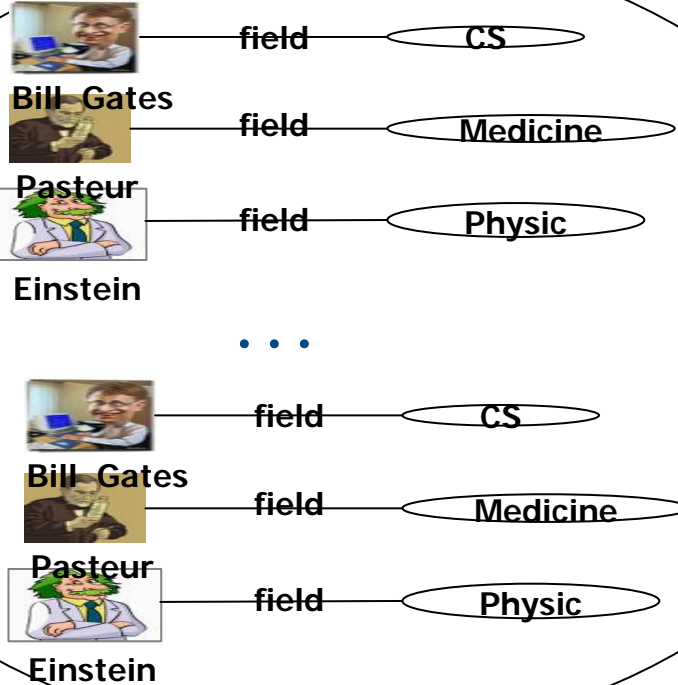 field CS
Bill Gates
field Medicine
Pasteur
field Physic
Einstein
. . .
field CS
Bill Gates
field Medicine
Pasteur
field Physic
Einstein